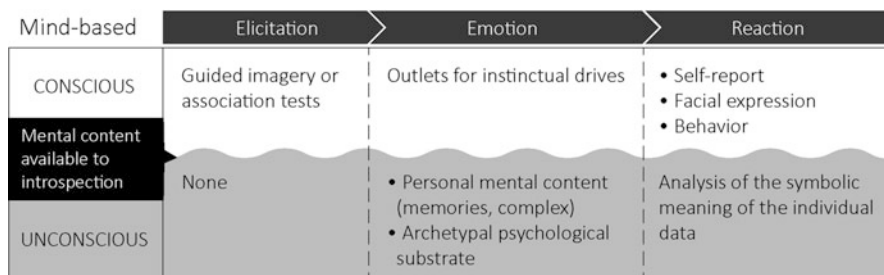 Mind-based
Elicitation
Emotion
Reaction
CONSCIOUS
Guided imagery or
association tests
Outlets for instinctual drives
• Self-report
• Facial expression
• Behavior
Mental content
available to
introspection
UNCONSCIOUS
None
• Personal mental content
(memories, complex)
• Archetypal psychological
substrate
Analysis of the symbolic
meaning of the individual
data